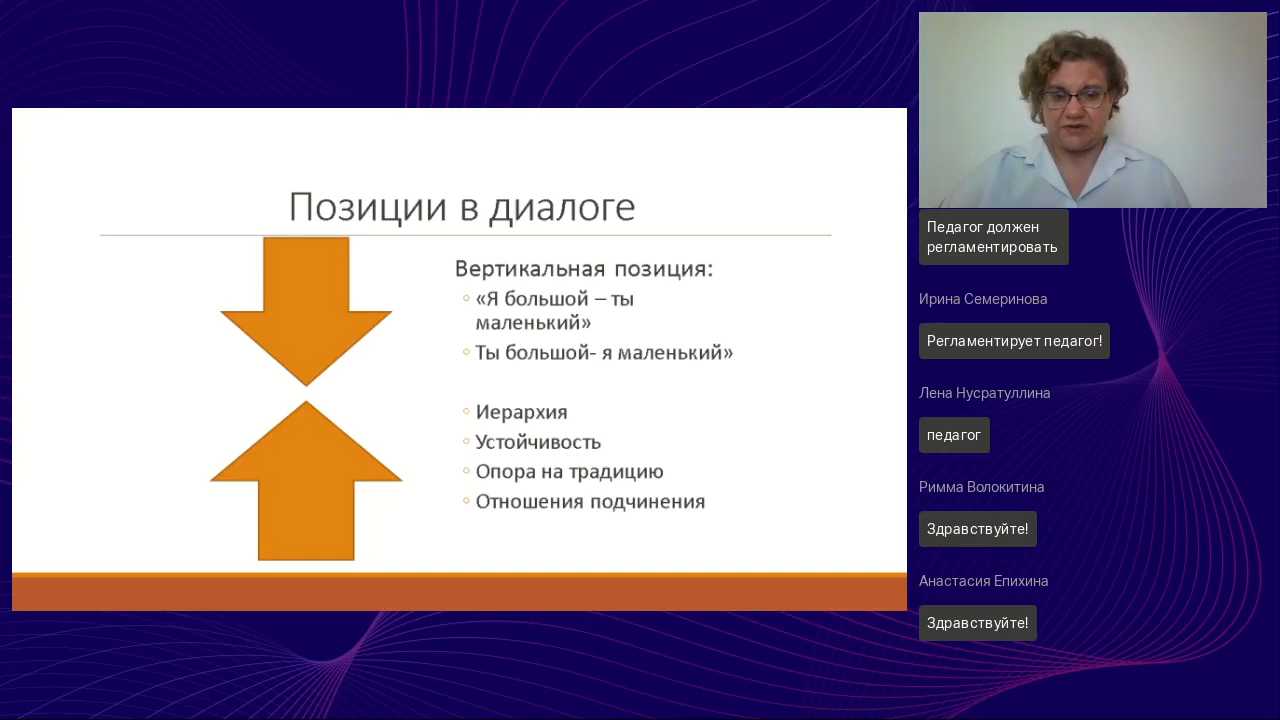 Позиции в диалоге
Вертикальная позиция:
«Я большой – ты
маленький»
Ты большой- я маленький»
Иерархия
Устойчивость
Опора на традицию
Отношения подчинения
Педагог должен
регламентировать
Ирина Семеринова
Регламентирует педагог!
Лена Нусратуллина
педагог
Римма Волокитина
Здравствуйте!
Анастасия Епихина
Здравствуйте!